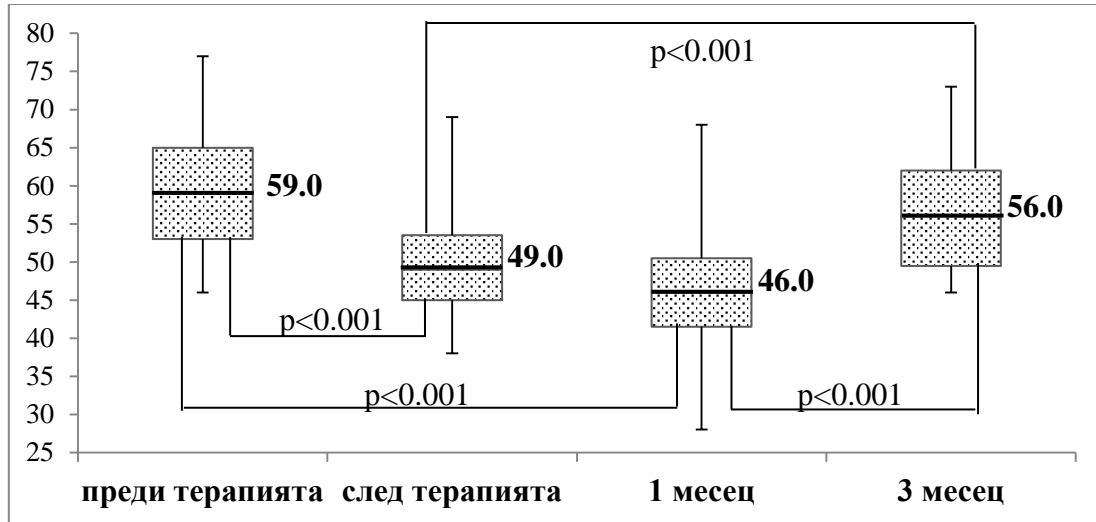 80
75
70
65
60
55
50
45
40
35
30
25
p<0.001
59.0
49.0
46.0
56.0
p<0.001
p<0.001
p<0.001
преди терапията
след терапията
1 месец
3 месец